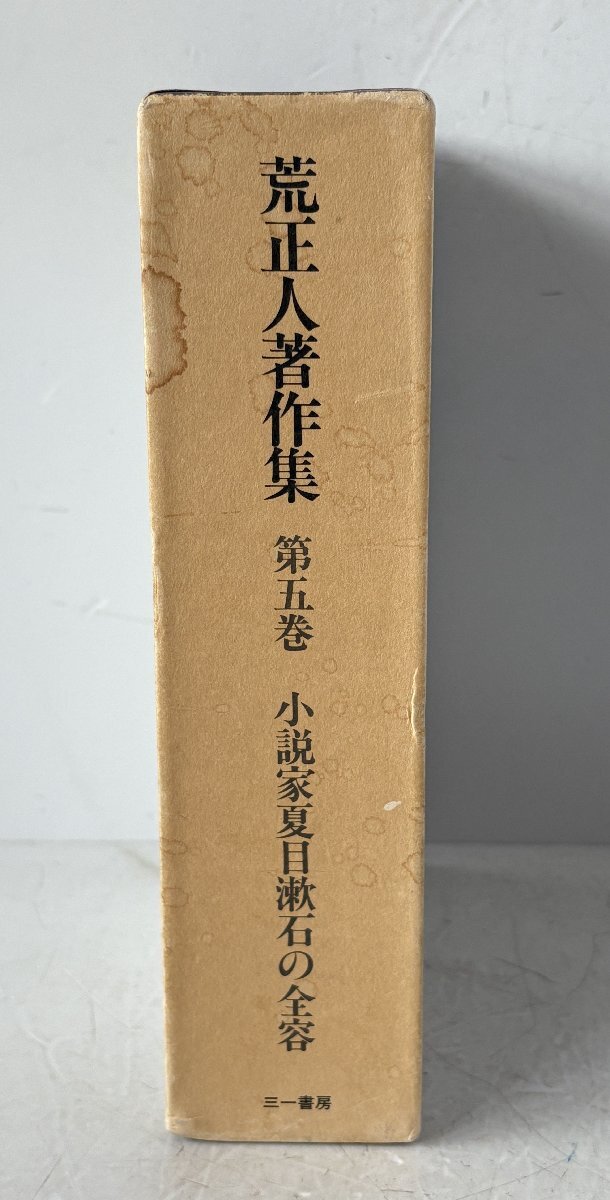 荒正人著作集
第五巻
小説家夏目漱石の全容
三一書房